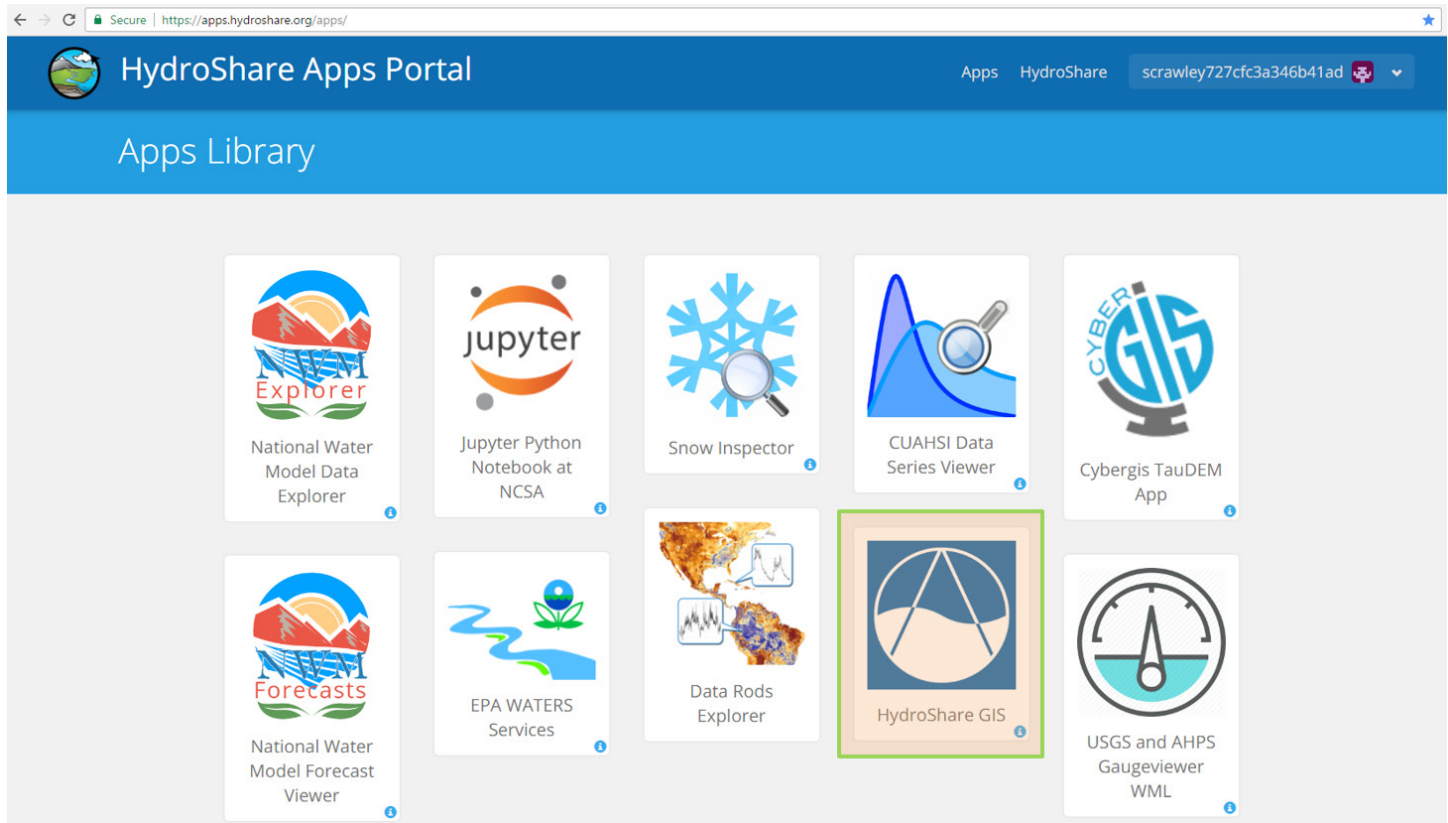 Secure | https://apps.hydroshare.org/apps/
HydroShare Apps Portal
Apps HydroShare scrawley727cfc3a346b41ad
Apps Library
NWM
Explorer
National Water
Model Data
Explorer
jupyter
Jupyter Python
Notebook at
NCSA
Snow Inspector
CUAHSI Data
Series Viewer
CYBER
GIS
Cybergis TauDEM
App
NWM
Forecasts
National Water
Model Forecast
Viewer
EPA WATERS
Services
Data Rods
Explorer
HydroShare GIS
USGS and AHPS
Gaugeviewer
WML